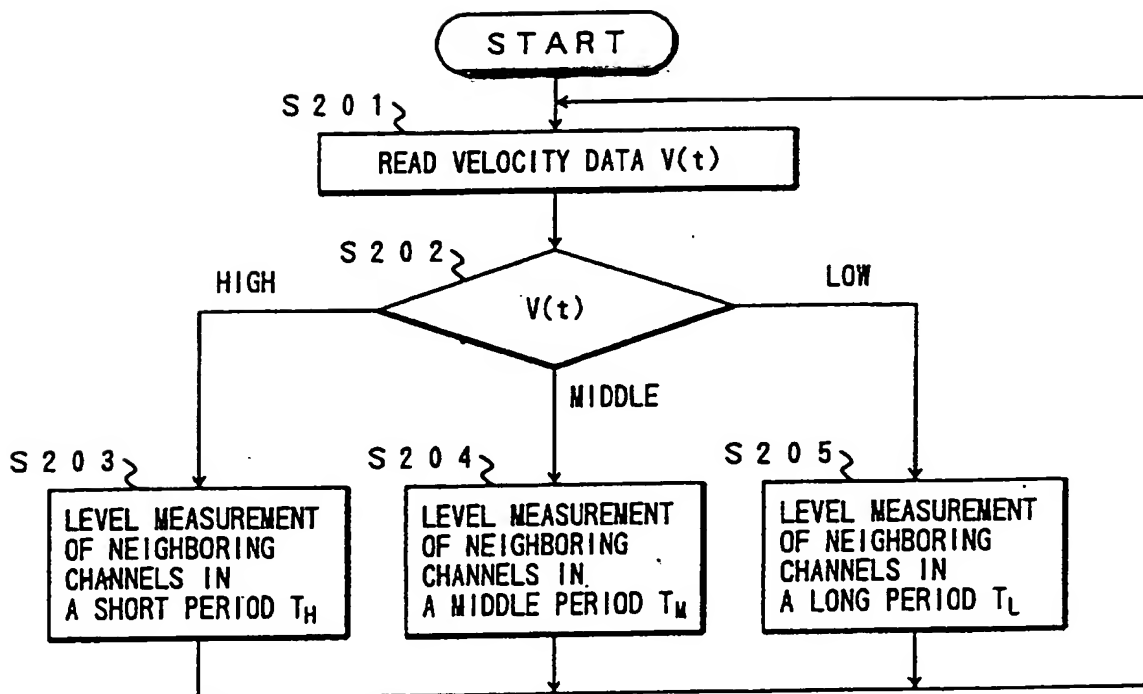 START
S201
READ VELOCITY DATA V(t)
S202
HIGH
V(t)
LOW
MIDDLE
S203
LEVEL MEASUREMENT
OF NEIGHBORING
CHANNELS IN
A SHORT PERIOD TH
S204
LEVEL MEASUREMENT
OF NEIGHBORING
CHANNELS IN
A MIDDLE PERIOD TM
S205
LEVEL MEASUREMENT
OF NEIGHBORING
CHANNELS IN
A LONG PERIOD TL